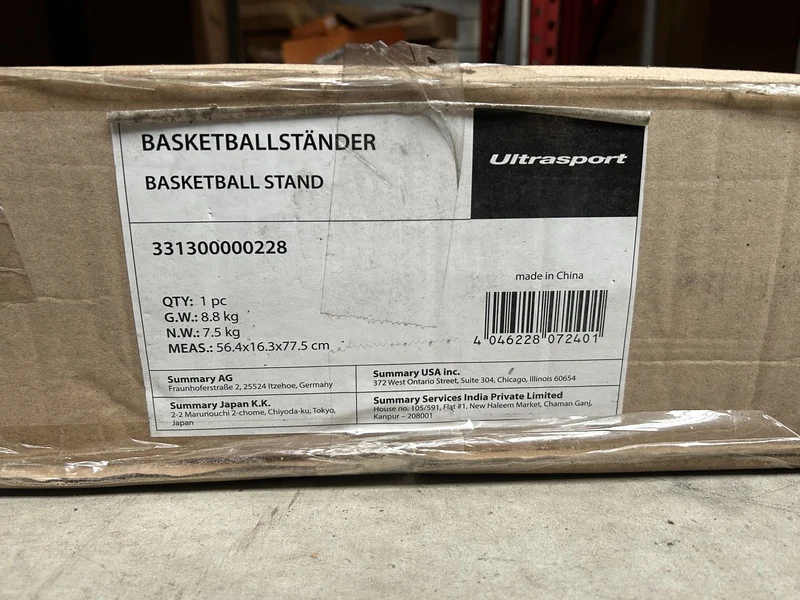 BASKETBALLSTÄNDER
BASKETBALL STAND
Ultrasport
331300000228
made in China
QTY: 1 pc
G.W.: 8.8 kg
N.W.: 7.5 kg
MEAS.: 56.4x16.3x77.5 cm
4 046228 072401
Summary AG
Fraunhoferstraße 2, 25524 Itzehoe, Germany
Summary USA inc.
372 West Ontario Street, Suite 304, Chicago, Illinois 60654
Summary Japan K.K.
2-2 Marunouchi 2-chome, Chiyoda-ku, Tokyo,
Japan
Summary Services India Private Limited
House no. 105/591, Flat #1, New Haleem Market, Chaman Ganj,
Kanpur – 208001